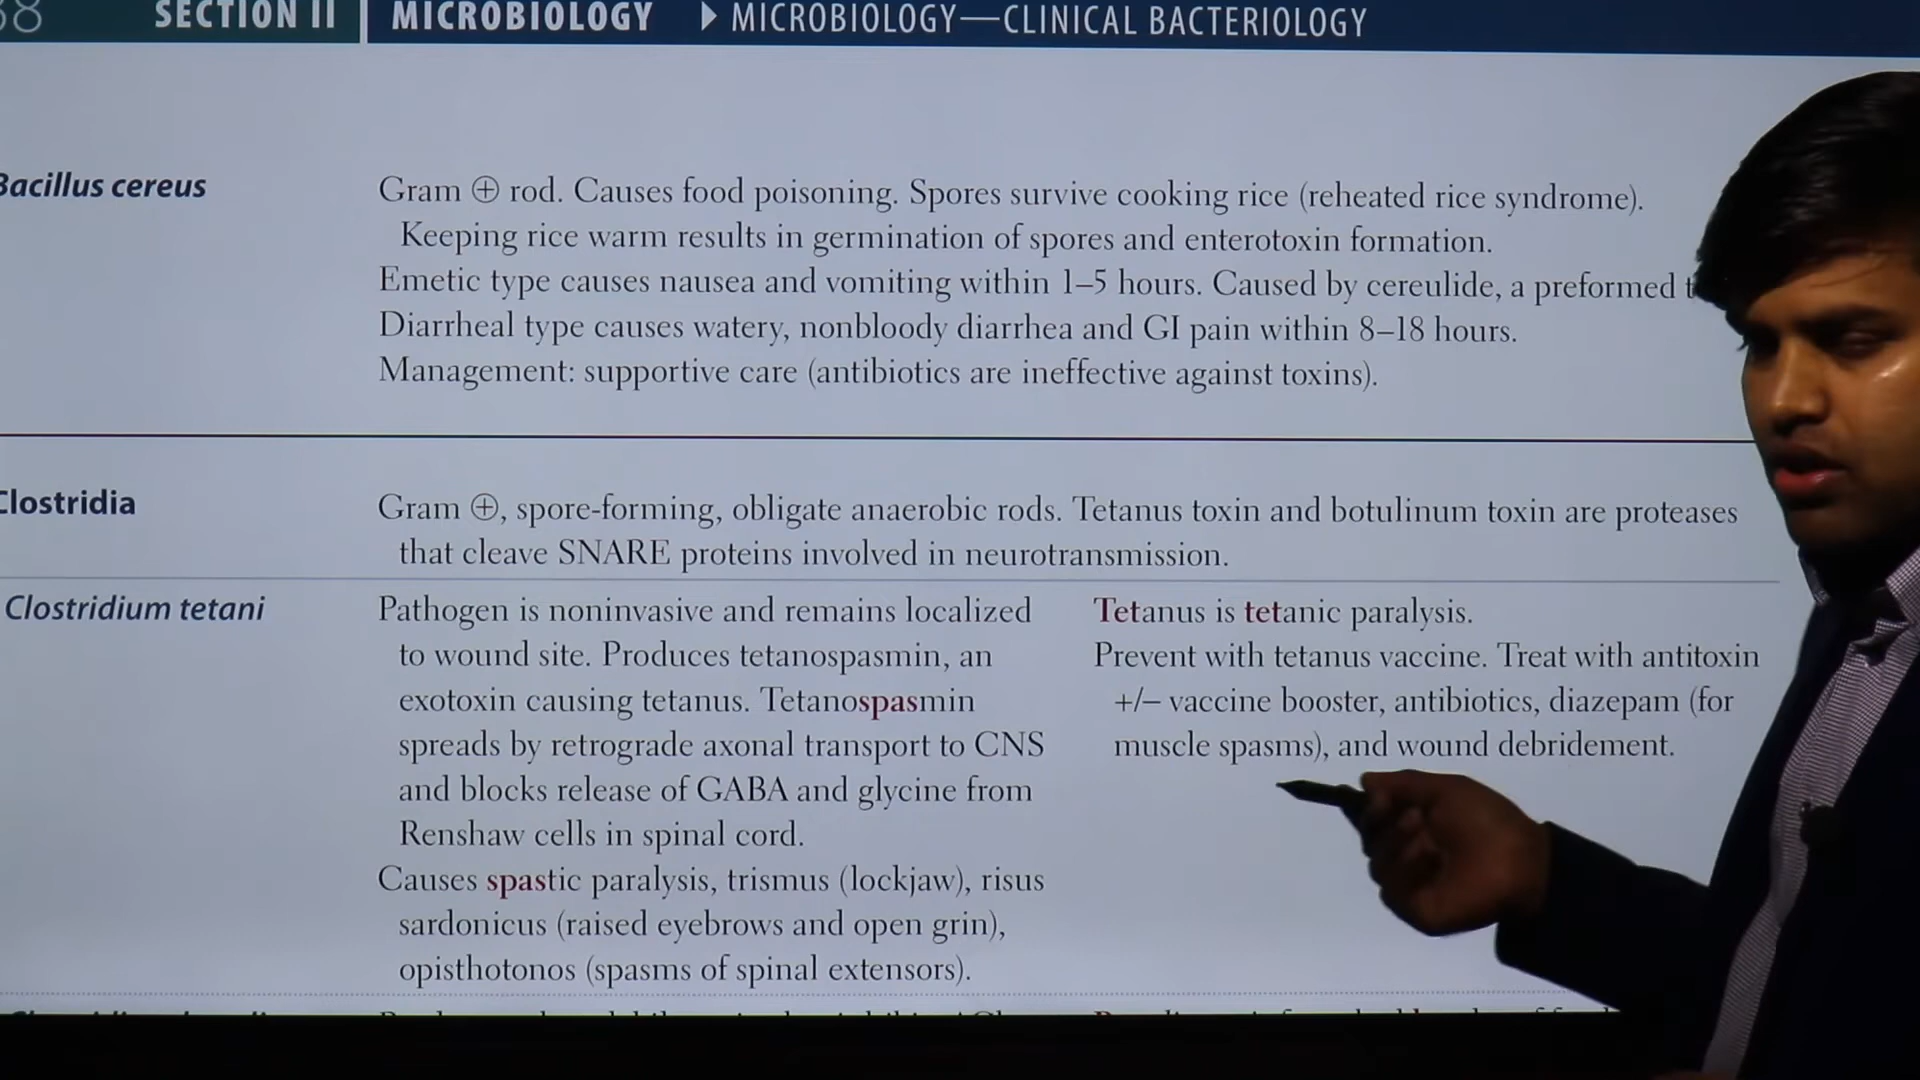 SECTION II MICROBIOLOGY ▶ MICROBIOLOGY—CLINICAL BACTERIOLOGY
Bacillus cereus
Gram ⊕ rod. Causes food poisoning. Spores survive cooking rice (reheated rice syndrome).
Keeping rice warm results in germination of spores and enterotoxin formation.
Emetic type causes nausea and vomiting within 1–5 hours. Caused by cereulide, a preformed
Diarrheal type causes watery, nonbloody diarrhea and GI pain within 8–18 hours.
Management: supportive care (antibiotics are ineffective against toxins).
Clostridia
Gram ⊕, spore-forming, obligate anaerobic rods. Tetanus toxin and botulinum toxin are proteases
that cleave SNARE proteins involved in neurotransmission.
Clostridium tetani
Pathogen is noninvasive and remains localized
to wound site. Produces tetanospasmin, an
exotoxin causing tetanus. Tetanospasmin
spreads by retrograde axonal transport to CNS
and blocks release of GABA and glycine from
Renshaw cells in spinal cord.
Causes spastic paralysis, trismus (lockjaw), risus
sardonicus (raised eyebrows and open grin),
opisthotonos (spasms of spinal extensors).
Tetanus is tetanic paralysis.
Prevent with tetanus vaccine. Treat with antitoxin
+/– vaccine booster, antibiotics, diazepam (for
muscle spasms), and wound debridement.